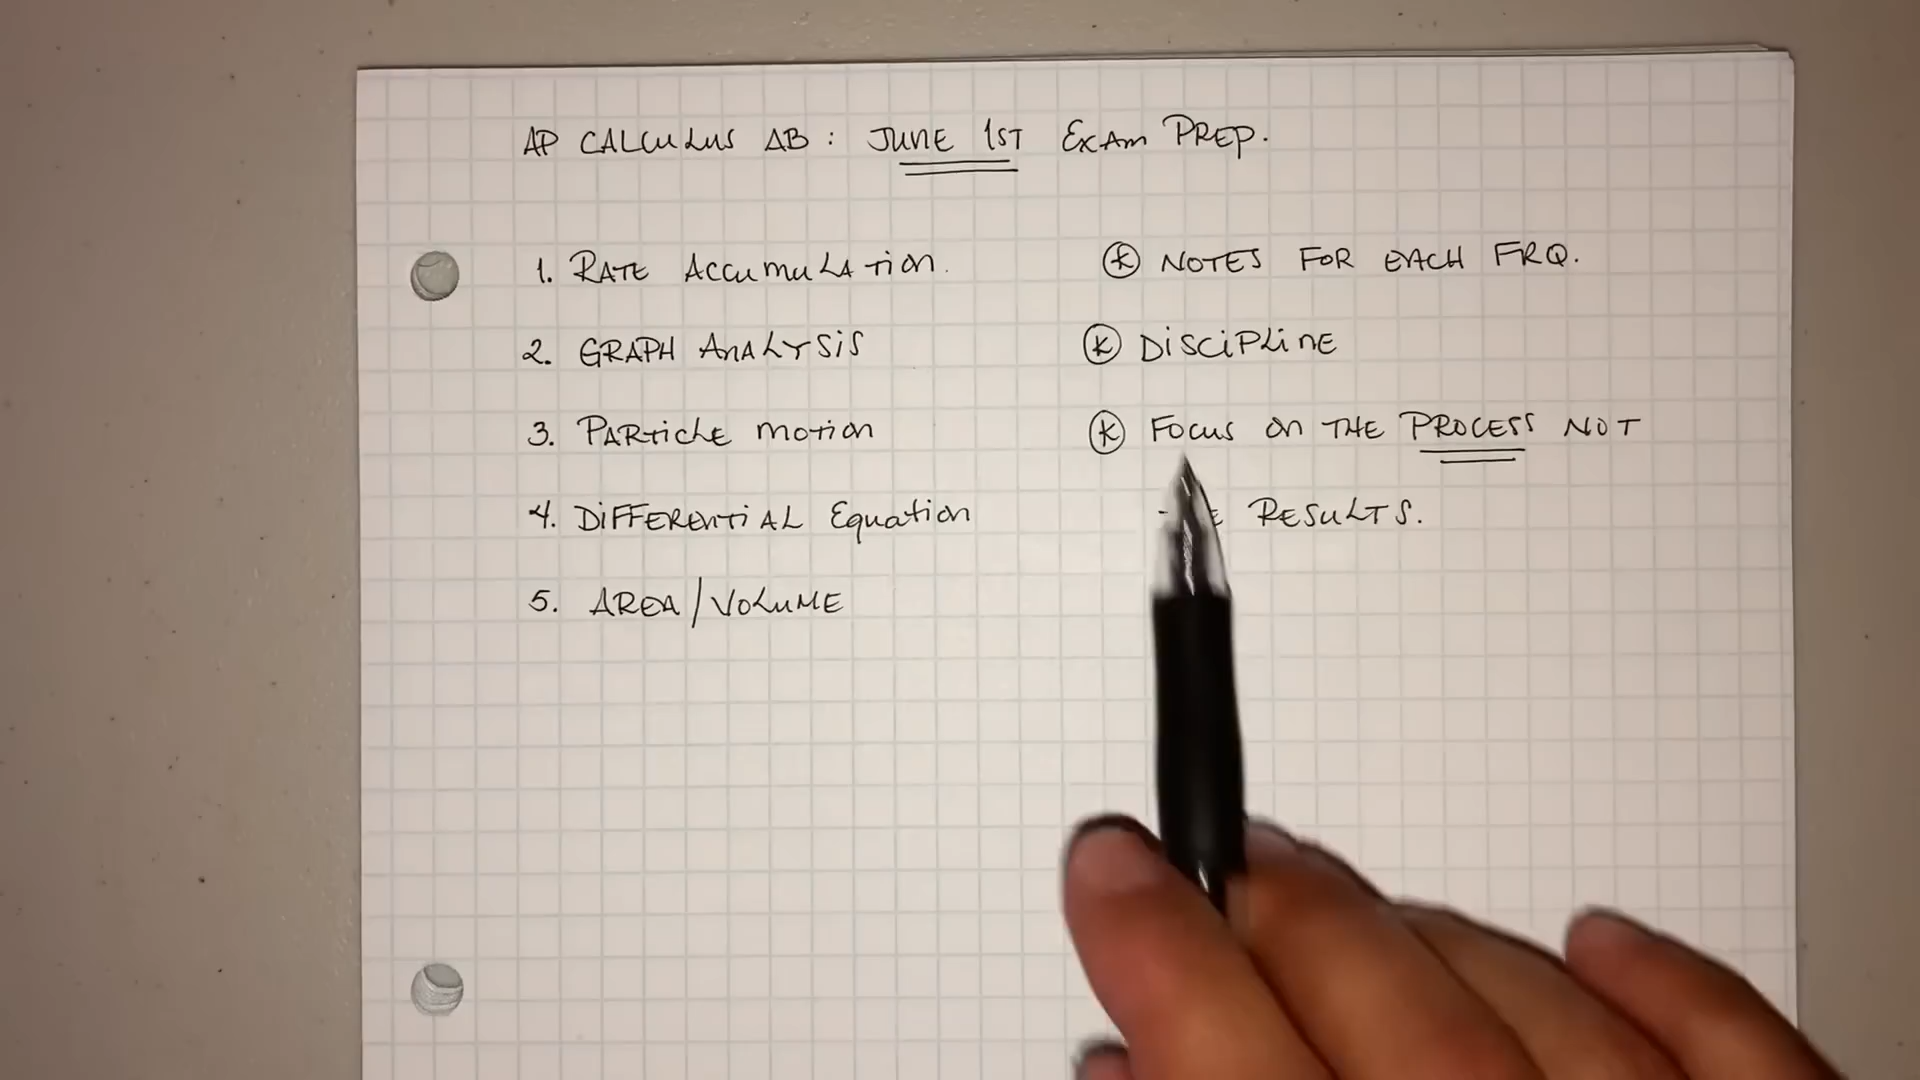 AP CALCULUS AB: JUNE 1ST EXAM PREP.
1. RATE ACCUMULATION.
2. GRAPH ANALYSIS
3. PARTICLE MOTION
4. DIFFERENTIAL EQUATION
5. AREA/VOLUME
* NOTES FOR EACH FRQ.
* DISCIPLINE
* FOCUS ON THE PROCESS NOT
RESULTS.